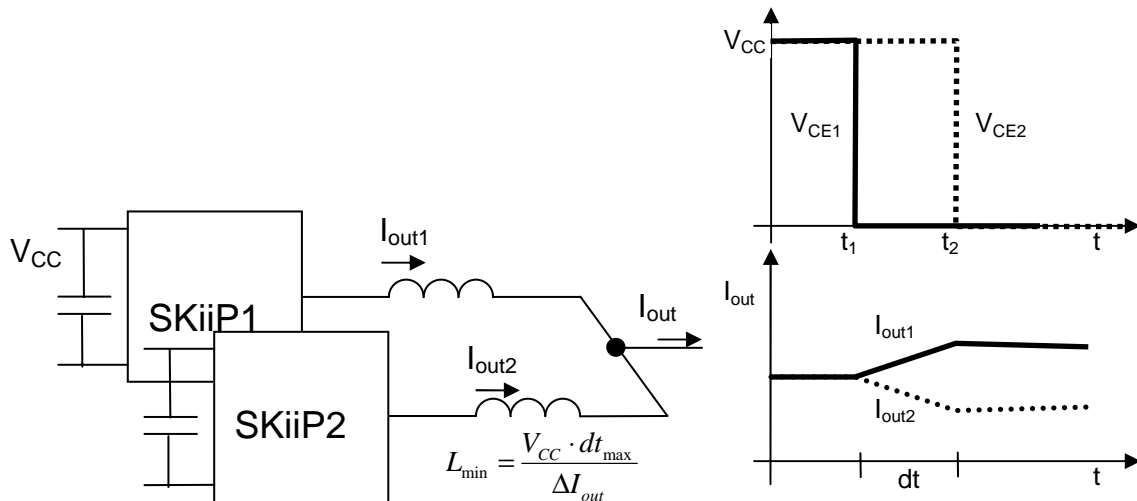 V_CC
I_out1
SKiiP1
I_out
I_out2
SKiiP2
L_min = V_CC · dt_max / ΔI_out
V_CC
V_CE1
V_CE2
t_1
t_2
t
I_out
I_out1
I_out2
dt
t